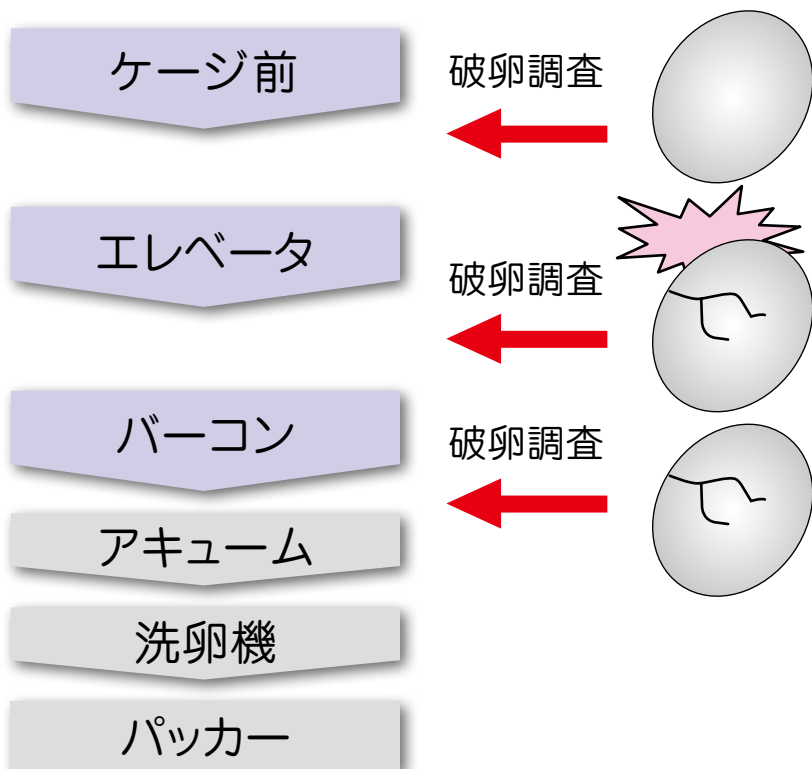 ケージ前
破卵調査
エレベータ
破卵調査
バーコン
破卵調査
アキューム
洗卵機
パッカー